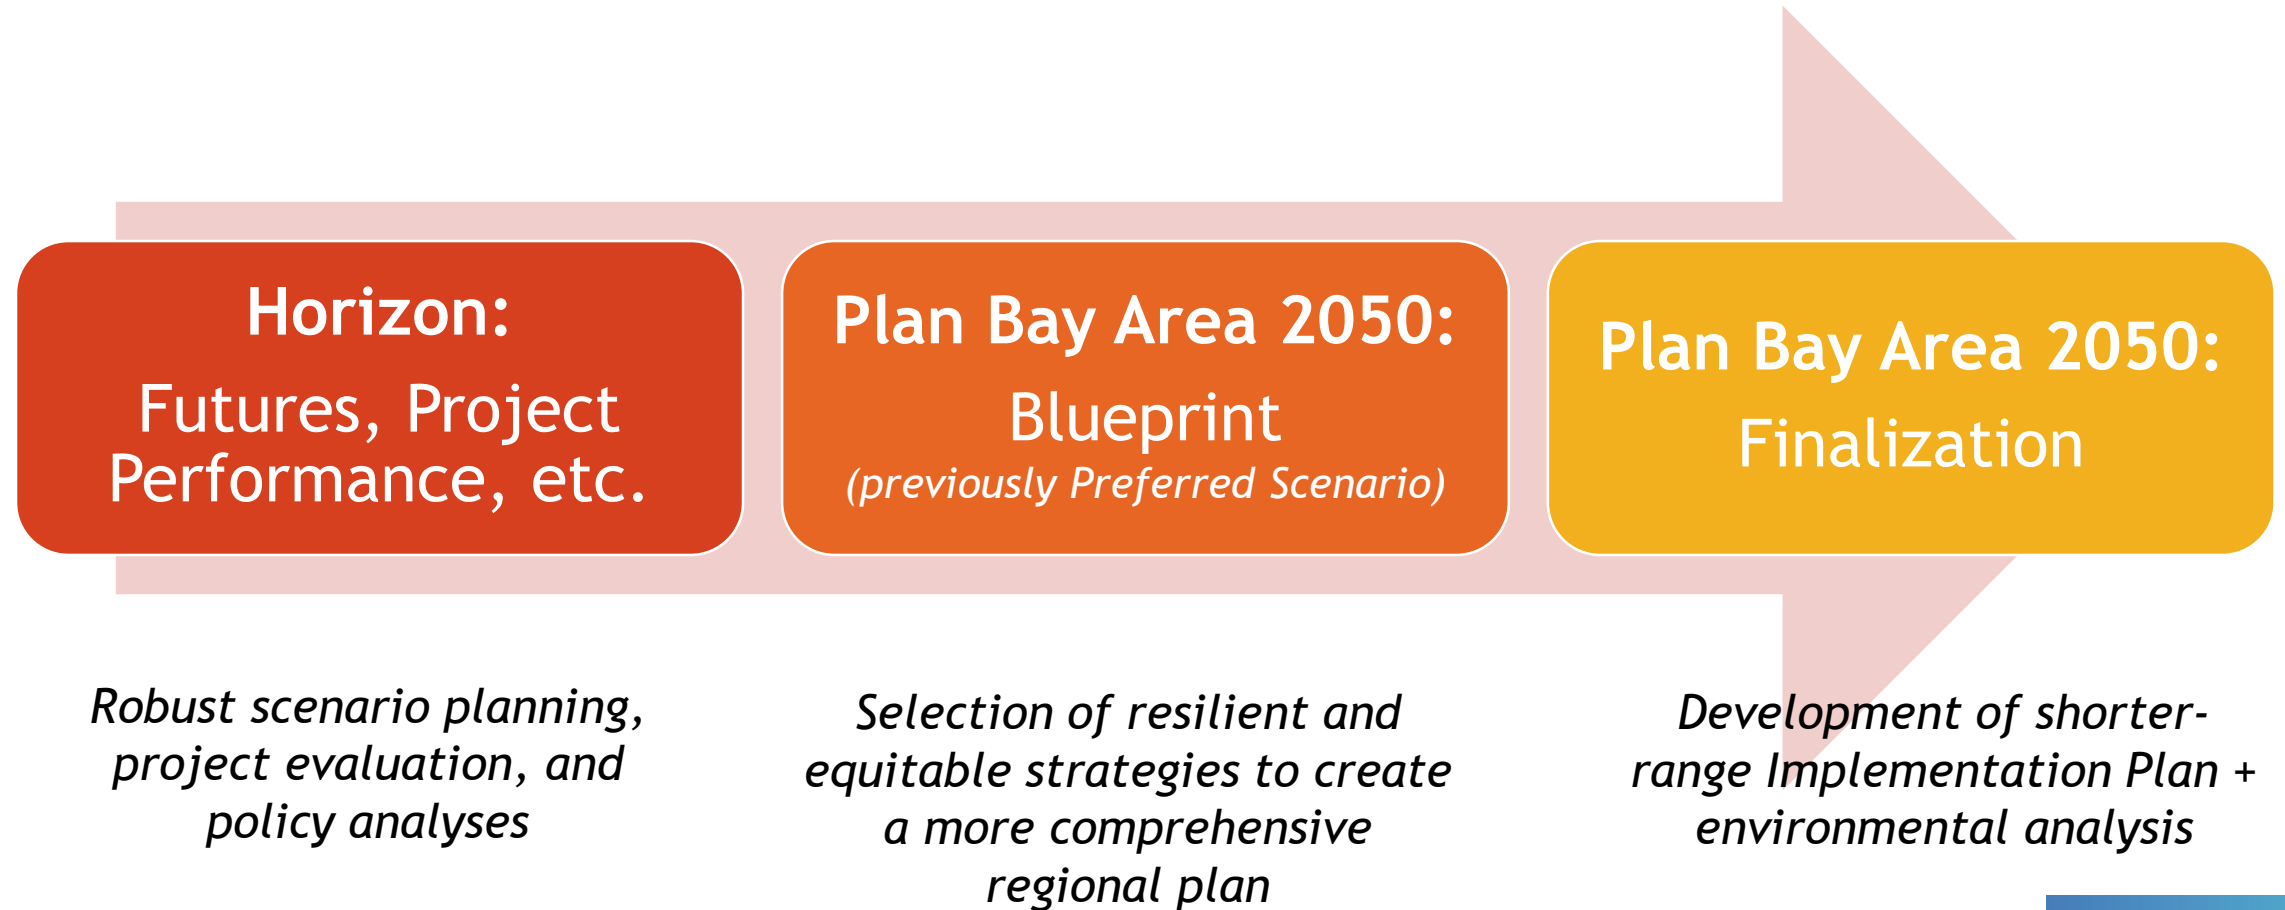 Horizon:
Futures, Project
Performance, etc.
Plan Bay Area 2050:
Blueprint
(previously Preferred Scenario)
Plan Bay Area 2050:
Finalization
Robust scenario planning,
project evaluation, and
policy analyses
Selection of resilient and
equitable strategies to create
a more comprehensive
regional plan
Development of shorter-
range Implementation Plan +
environmental analysis